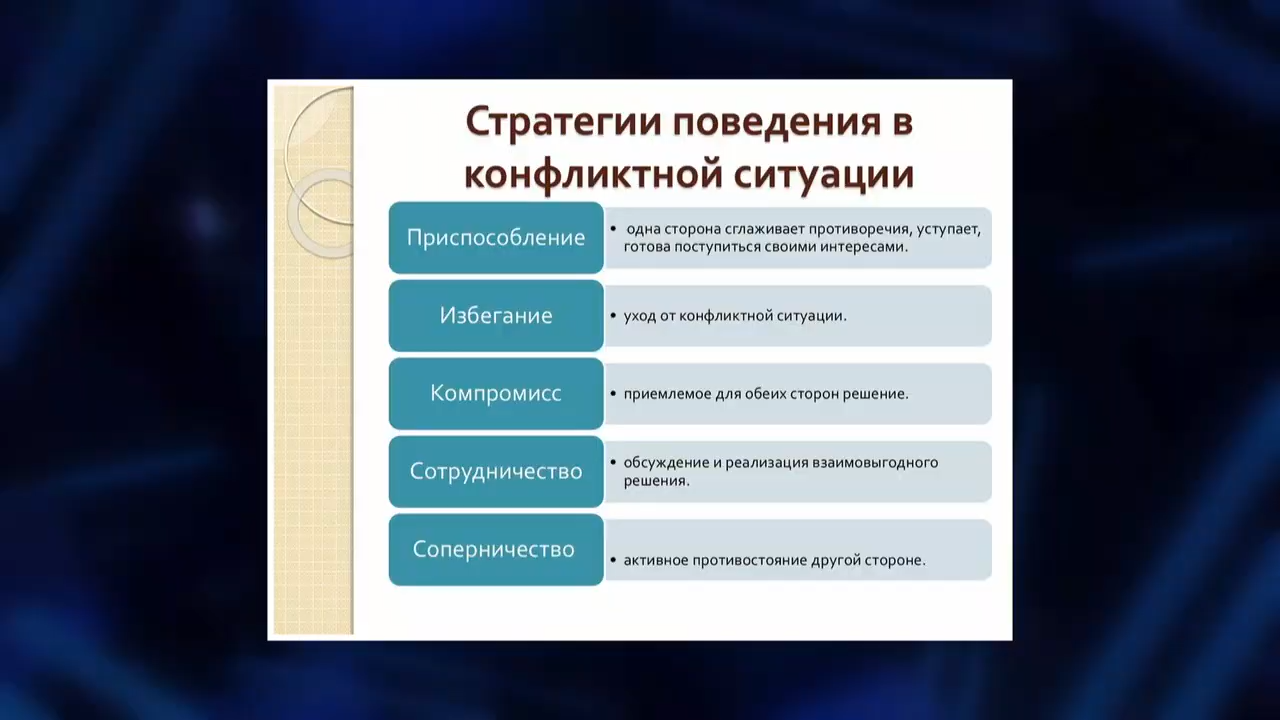 Стратегии поведения в
конфликтной ситуации
Приспособление
• одна сторона сглаживает противоречия, уступает,
готова поступиться своими интересами.
Избегание
• уход от конфликтной ситуации.
Компромисс
• приемлемое для обеих сторон решение.
Сотрудничество
• обсуждение и реализация взаимовыгодного
решения.
Соперничество
• активное противостояние другой стороне.